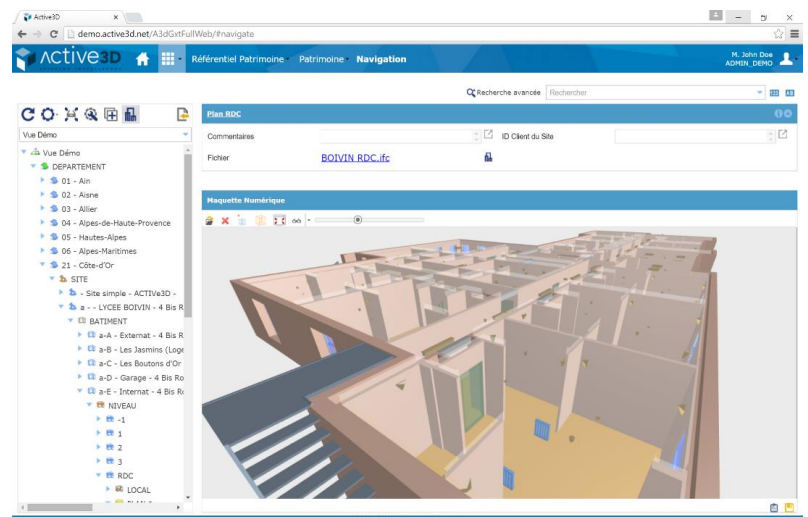 Active3D
demo.active3d.net/A3dGxtFullWeb/#navigate
ACTIVe3D
Référentiel Patrimoine
Patrimoine
Navigation
M. John Doe
ADMIN_DEMO
Recherche avancée
Rechercher
Vue Démo
Vue Démo
DEPARTEMENT
01 - Ain
02 - Aisne
03 - Allier
04 - Alpes-de-Haute-Provence
05 - Hautes-Alpes
06 - Alpes-Maritimes
21 - Côte-d'Or
SITE
- Site simple - ACTIVe3D -
a - - LYCEE BOIVIN - 4 Bis R
BATIMENT
a-A - Externat - 4 Bis R
a-B - Les Jasmins (Loge
a-C - Les Boutons d'Or
a-D - Garage - 4 Bis Ro
a-E - Internat - 4 Bis Ro
NIVEAU
-1
1
2
3
RDC
LOCAL
Plan RDC
Commentaires
ID Client du Site
Fichier
BOIVIN RDC.ifc
Maquette Numérique